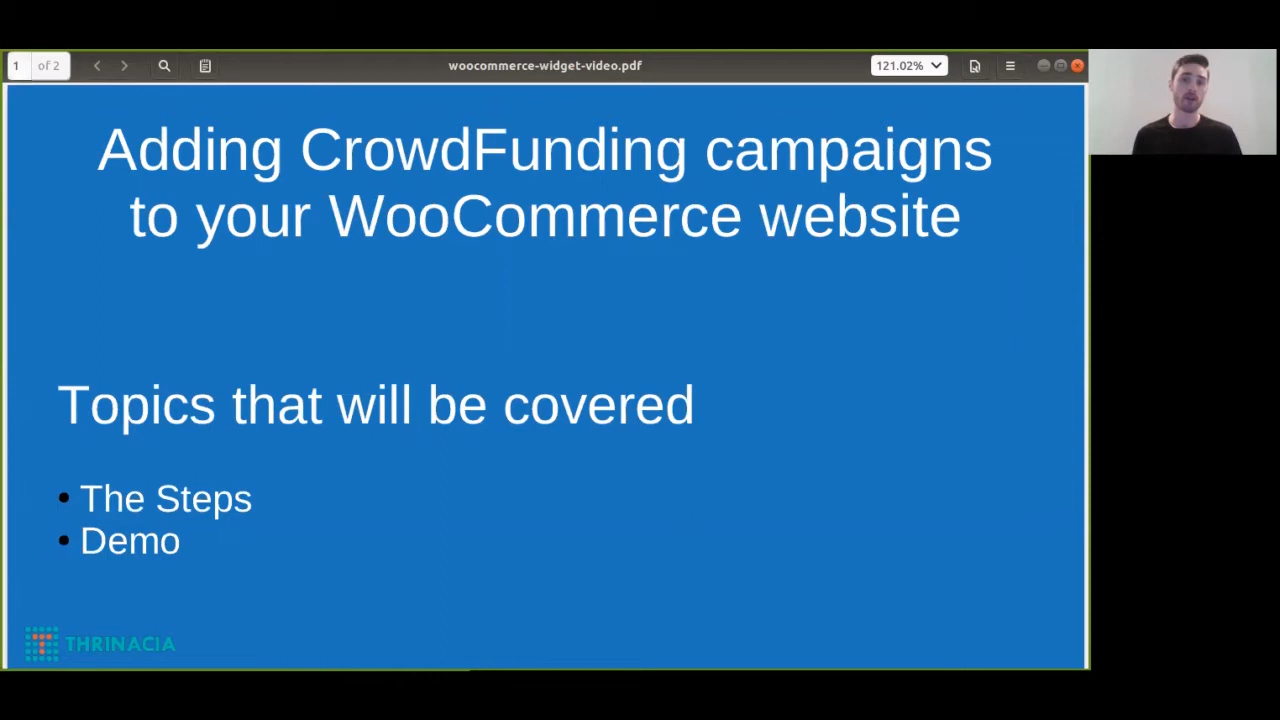 1 of 2
woocommerce-widget-video.pdf
121.02%
Adding CrowdFunding campaigns
to your WooCommerce website
Topics that will be covered
• The Steps
• Demo
THRINACIA